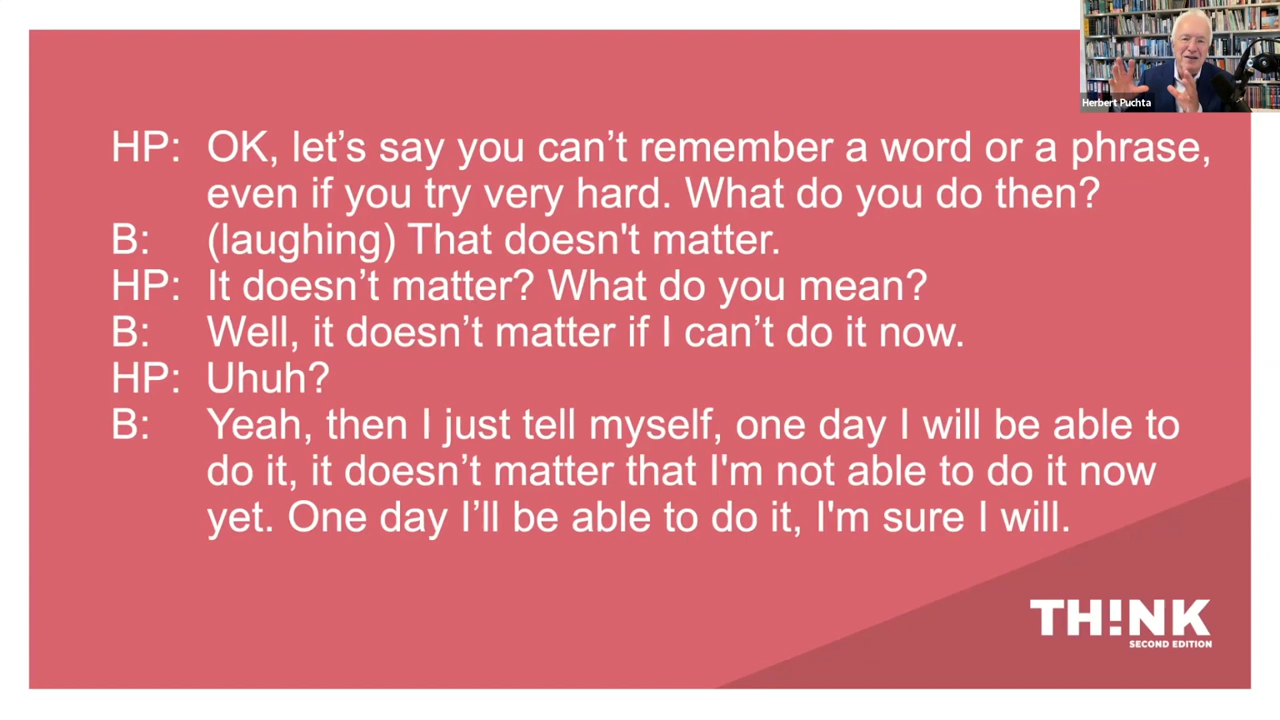 Herbert Puchta
HP: OK, let’s say you can’t remember a word or a phrase,
even if you try very hard. What do you do then?
B: (laughing) That doesn't matter.
HP: It doesn’t matter? What do you mean?
B: Well, it doesn’t matter if I can’t do it now.
HP: Uhuh?
B: Yeah, then I just tell myself, one day I will be able to
do it, it doesn’t matter that I'm not able to do it now
yet. One day I’ll be able to do it, I'm sure I will.
TH!NK
SECOND EDITION